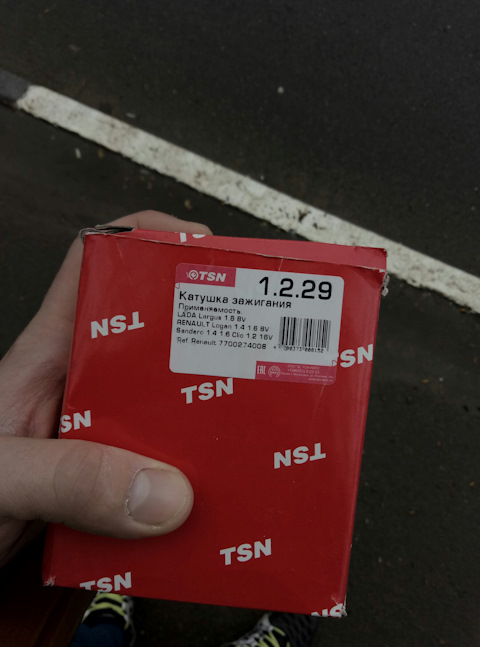 TSN
TSN
1.2.29
Катушка зажигания
Применяемость:
LADA Largus 1.6 8V
RENAULT Logan 1.4 1.6 8V
Sandero 1.4 1.6 Clio 1.2 16V
Ref. Renault 7700274008
EAC
TSN
TSN
TSN
TSN
TSN
TSN
TSN
TSN